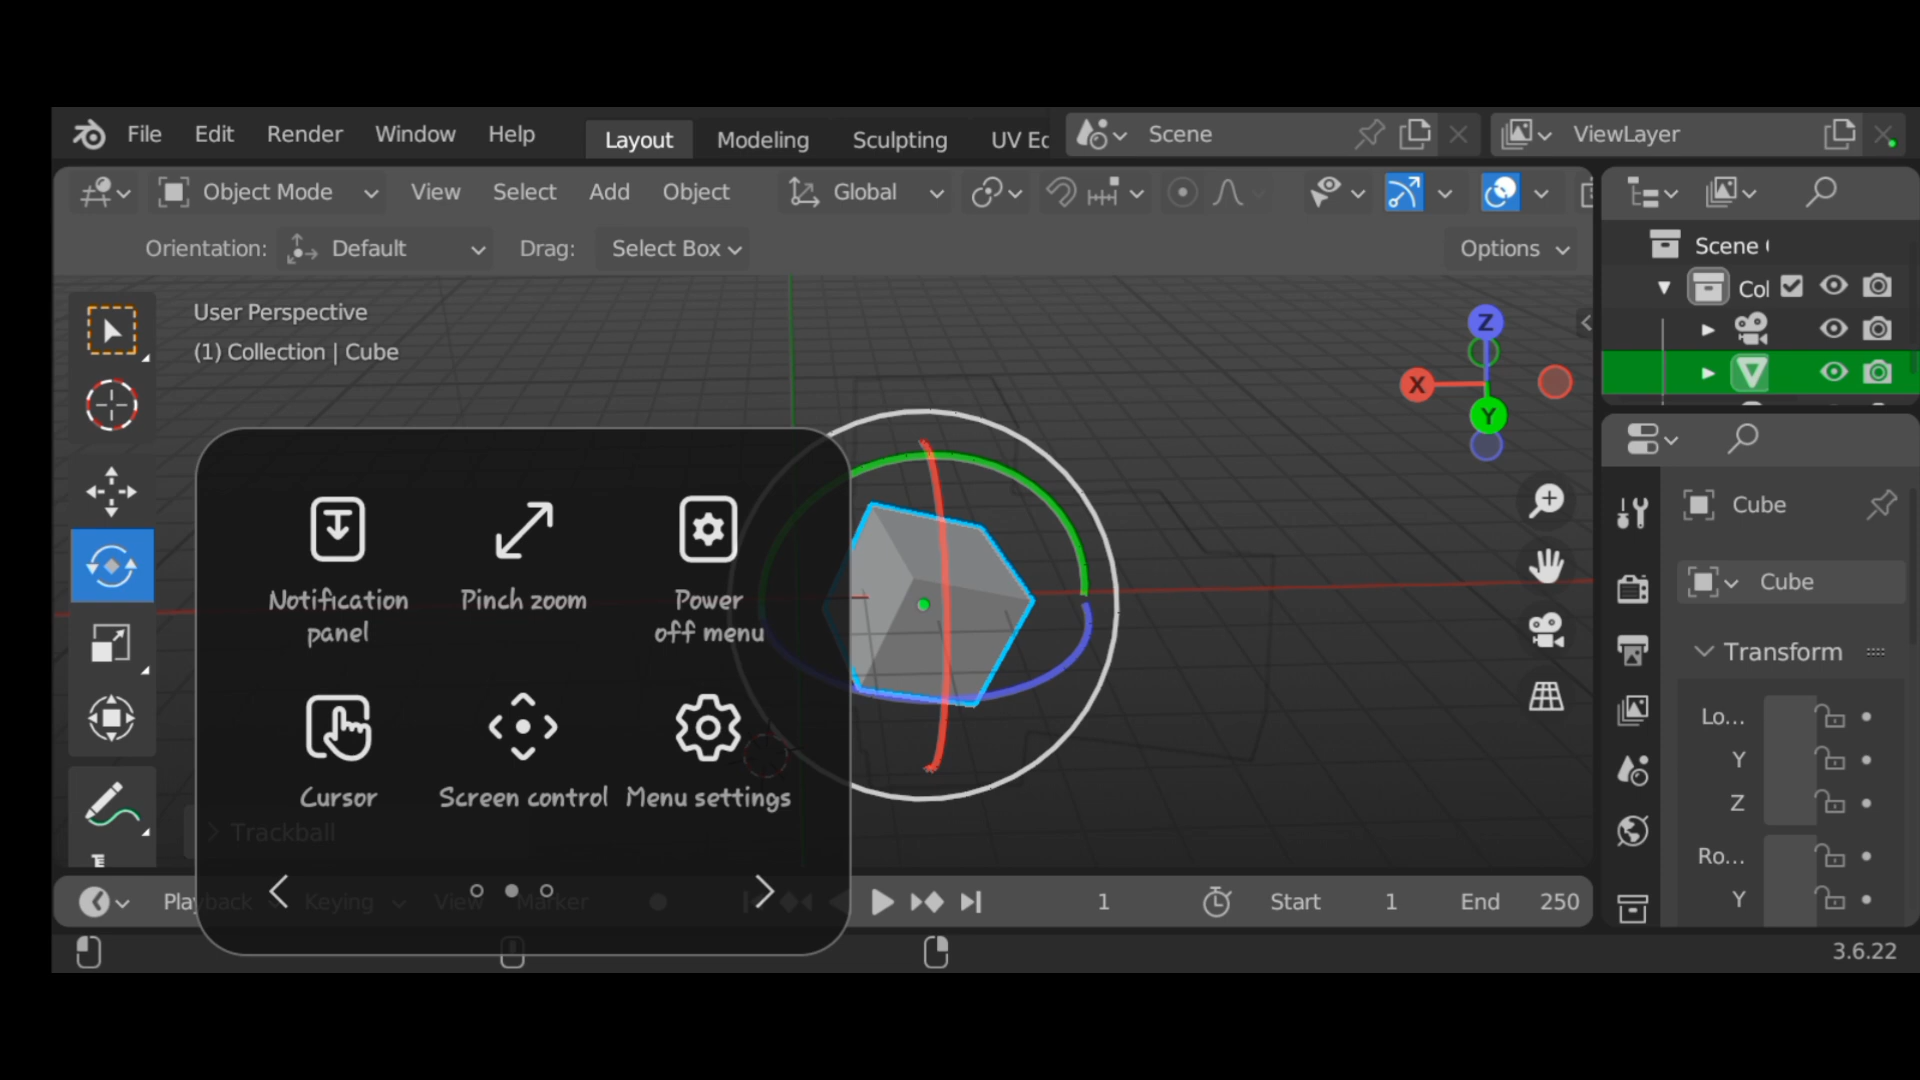 File Edit Render Window Help Layout Modeling Sculpting UV Ec Scene ViewLayer
Object Mode View Select Add Object Global
Orientation: Default Drag: Select Box Options
Scene
Col
User Perspective
(1) Collection | Cube
Z
X
Y
Cube
Cube
Transform
Lo...
Y
Z
Ro...
Y
Notification
panel
Pinch zoom
Power
off menu
Cursor
Screen control
Menu settings
Trackball
Playback Keying View Marker 1 Start 1 End 250
3.6.22